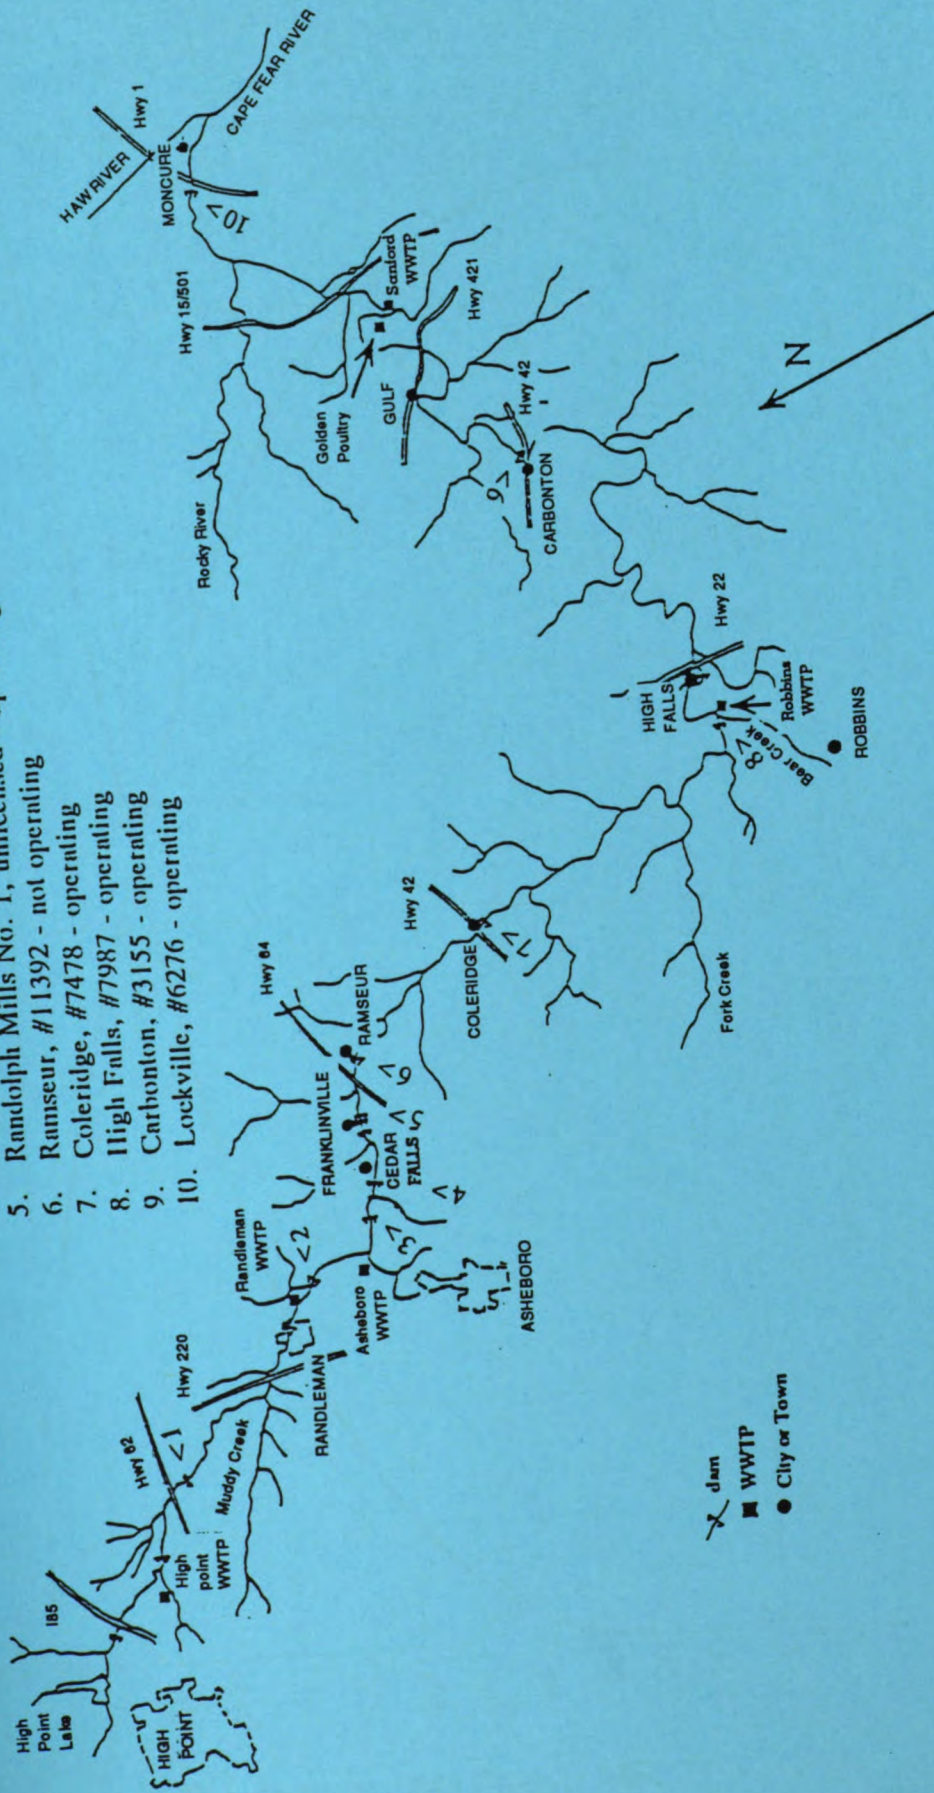 5. Randolph Mills No. 1, unlicensed
6. Ramseur, #11392 - not operating
7. Coleridge, #7478 - operating
8. High Falls, #7987 - operating
9. Carbonton, #3155 - operating
10. Lockville, #6276 - operating
High
Point
Lake
I85
HIGH
POINT
High
point
WWTP
Hwy 62
<1
Hwy 220
Muddy Creek
RANDLEMAN
Randleman
WWTP
<2
Asheboro
WWTP
3>
ASHEBORO
4>
CEDAR
FALLS
5>
FRANKLINVILLE
6>
RAMSEUR
Hwy 64
Hwy 42
COLERIDGE
7>
Fork Creek
HIGH
FALLS
8>
Bear Creek
Robbins
WWTP
ROBBINS
Hwy 22
CARBONTON
9>
Hwy 42
GULF
Hwy 421
Golden
Poultry
Sanford
WWTP
Rocky River
Hwy 15/501
10>
MONCURE
HAW RIVER
Hwy 1
CAPE FEAR RIVER
N
dam
WWTP
City or Town